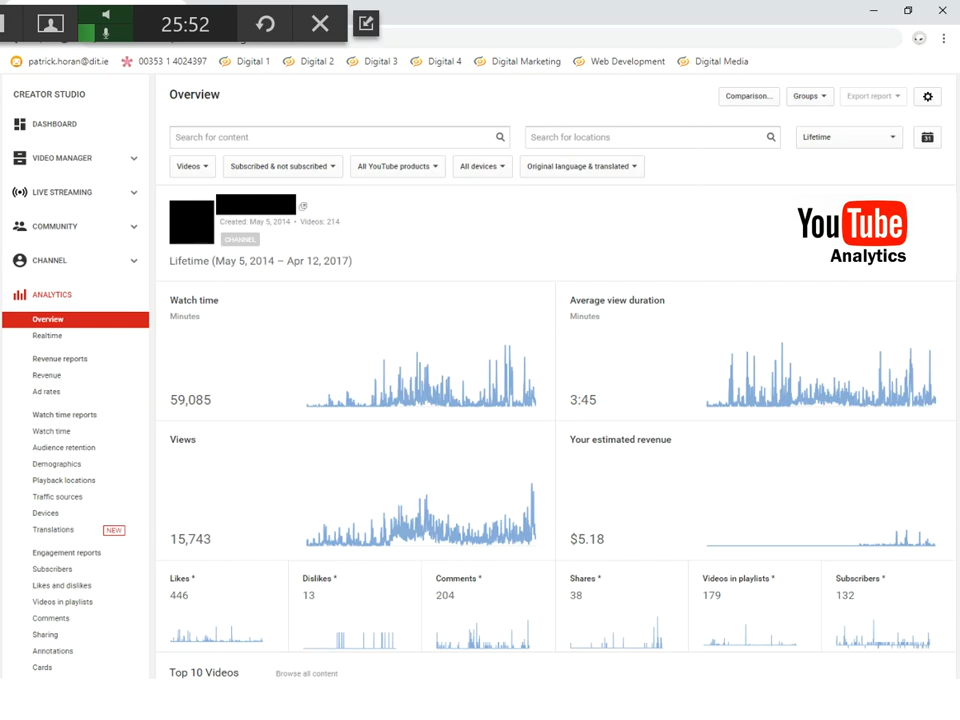 25:52
patrick.horan@dit.ie 00353 1 4024397 Digital 1 Digital 2 Digital 3 Digital 4 Digital Marketing Web Development Digital Media
CREATOR STUDIO
DASHBOARD
VIDEO MANAGER
LIVE STREAMING
COMMUNITY
CHANNEL
ANALYTICS
Overview
Realtime
Revenue reports
Revenue
Ad rates
Watch time reports
Watch time
Audience retention
Demographics
Playback locations
Traffic sources
Devices
Translations NEW
Engagement reports
Subscribers
Likes and dislikes
Videos in playlists
Comments
Sharing
Annotations
Cards
Overview
Comparison... Groups Export report
Search for content Search for locations Lifetime 31
Videos Subscribed & not subscribed All YouTube products All devices Original language & translated
Created: May 5, 2014 • Videos: 214
CHANNEL
Lifetime (May 5, 2014 – Apr 12, 2017)
YouTube
Analytics
Watch time
Minutes
59,085
Average view duration
Minutes
3:45
Views
15,743
Your estimated revenue
$5.18
Likes *
446
Dislikes *
13
Comments *
204
Shares *
38
Videos in playlists *
179
Subscribers *
132
Top 10 Videos Browse all content